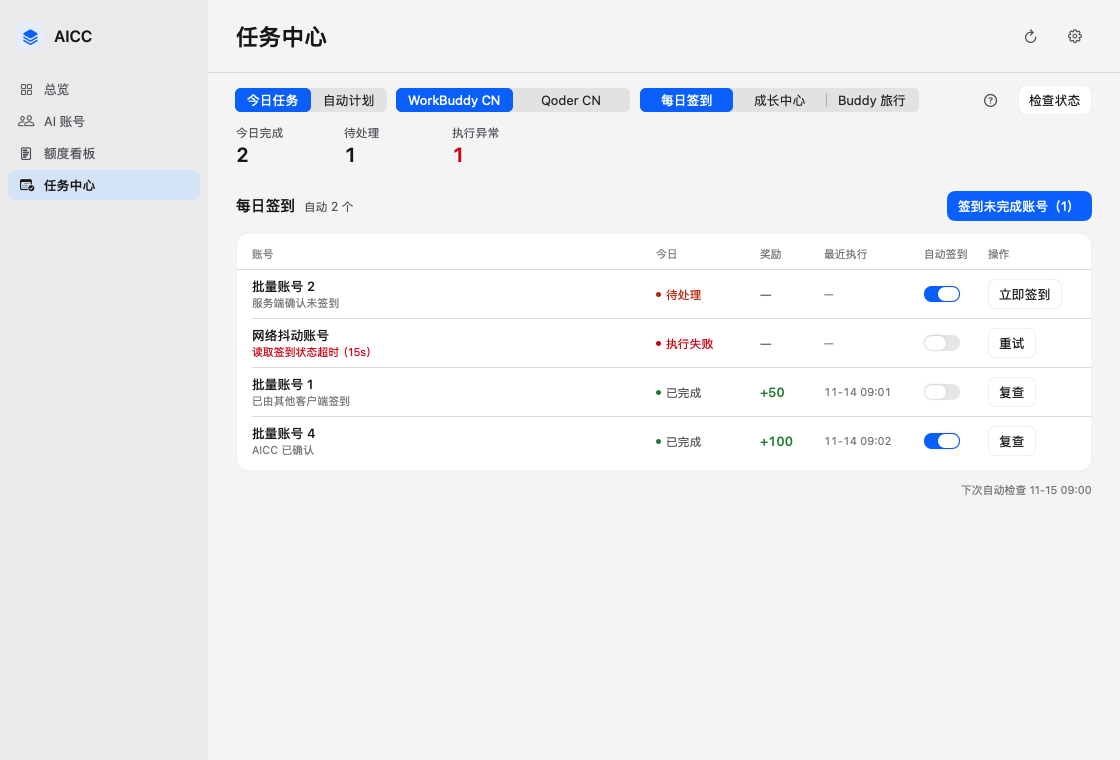 AICC
总览
AI 账号
额度看板
任务中心
任务中心
今日任务 自动计划 WorkBuddy CN Qoder CN 每日签到 成长中心 Buddy 旅行 检查状态
今日完成 待处理 执行异常
2 1 1
每日签到 自动 2 个 签到未完成账号（1）
账号 今日 奖励 最近执行 自动签到 操作
批量账号 2
服务端确认未签到
待处理 — — 立即签到
网络抖动账号
读取签到状态超时（15s）
执行失败 — — 重试
批量账号 1
已由其他客户端签到
已完成 +50 11-14 09:01 复查
批量账号 4
AICC 已确认
已完成 +100 11-14 09:02 复查
下次自动检查 11-15 09:00